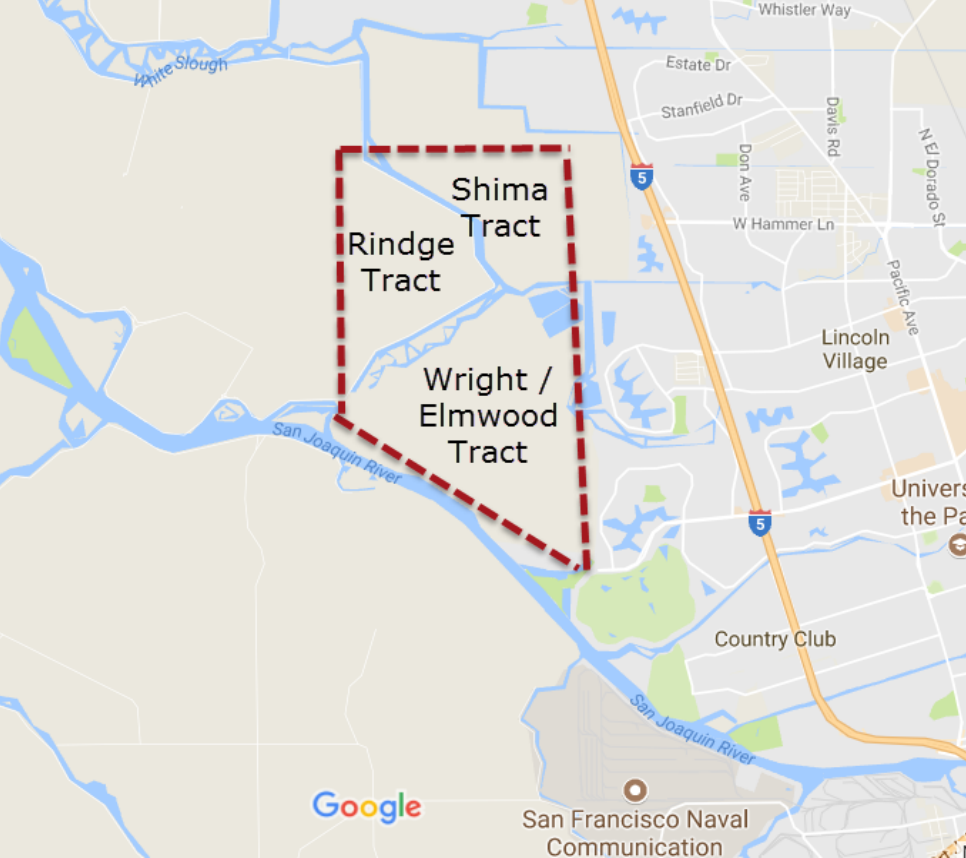 Whistler Way
White Slough
Estate Dr
Stanfield Dr
Davis Rd
N El Dorado St
Don Ave
5
Shima
Tract
W Hammer Ln
Rindge
Tract
Pacific Ave
Lincoln
Village
Wright /
Elmwood
Tract
San Joaquin River
Univers
the Pa
5
Country Club
San Joaquin River
Google
San Francisco Naval
Communication